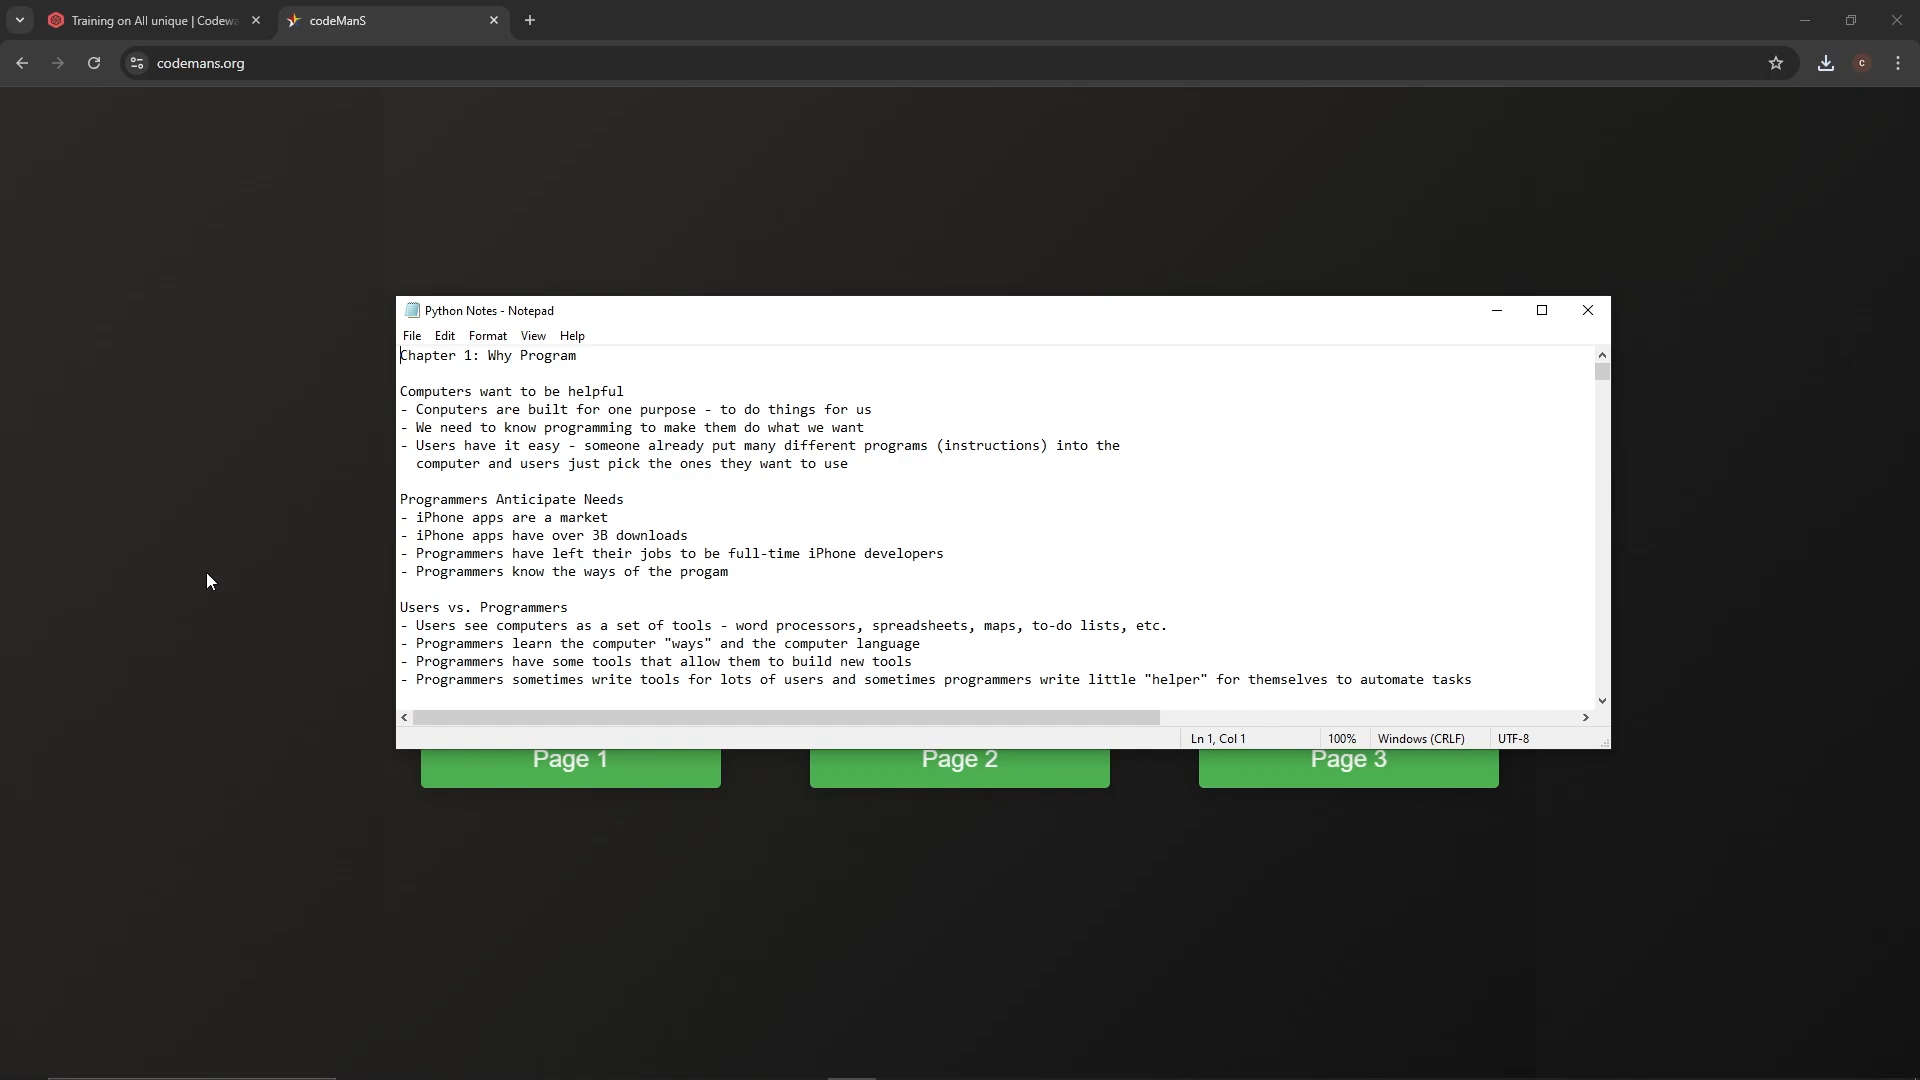 Training on All unique | Codew
codeManS
codemans.org
c
Python Notes - Notepad
File Edit Format View Help
Chapter 1: Why Program
Computers want to be helpful
- Conputers are built for one purpose - to do things for us
- We need to know programming to make them do what we want
- Users have it easy - someone already put many different programs (instructions) into the
computer and users just pick the ones they want to use
Programmers Anticipate Needs
- iPhone apps are a market
- iPhone apps have over 3B downloads
- Programmers have left their jobs to be full-time iPhone developers
- Programmers know the ways of the progam
Users vs. Programmers
- Users see computers as a set of tools - word processors, spreadsheets, maps, to-do lists, etc.
- Programmers learn the computer "ways" and the computer language
- Programmers have some tools that allow them to build new tools
- Programmers sometimes write tools for lots of users and sometimes programmers write little "helper" for themselves to automate tasks
Ln 1, Col 1 100% Windows (CRLF) UTF-8
Page 1 Page 2 Page 3